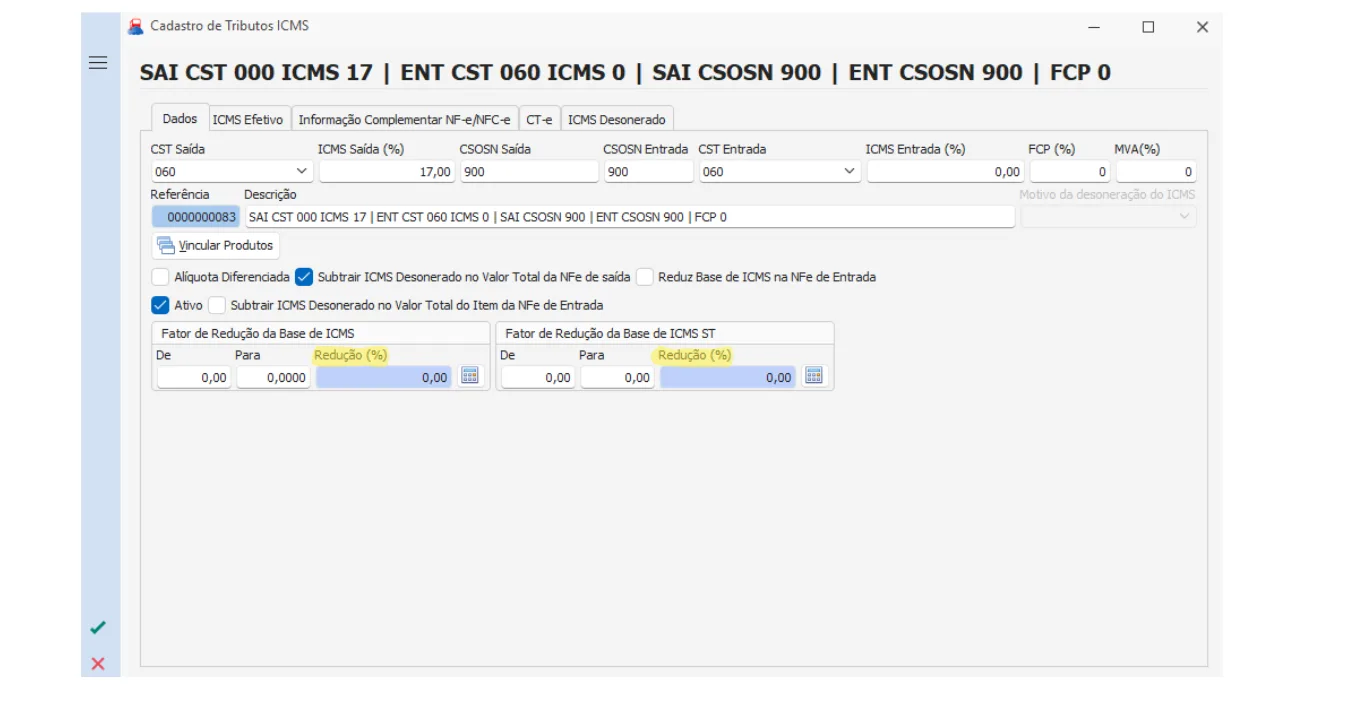 Cadastro de Tributos ICMS
SAI CST 000 ICMS 17 | ENT CST 060 ICMS 0 | SAI CSOSN 900 | ENT CSOSN 900 | FCP 0
Dados ICMS Efetivo Informação Complementar NF-e/NFC-e CT-e ICMS Desonerado
CST Saída ICMS Saída (%) CSOSN Saída CSOSN Entrada CST Entrada ICMS Entrada (%) FCP (%) MVA(%)
060 17,00 900 900 060 0,00 0 0
Referência Descrição Motivo da desoneração do ICMS
0000000083 SAI CST 000 ICMS 17 | ENT CST 060 ICMS 0 | SAI CSOSN 900 | ENT CSOSN 900 | FCP 0
Vincular Produtos
Alíquota Diferenciada Subtrair ICMS Desonerado no Valor Total da NFe de saída Reduz Base de ICMS na NFe de Entrada
Ativo Subtrair ICMS Desonerado no Valor Total do Item da NFe de Entrada
Fator de Redução da Base de ICMS Fator de Redução da Base de ICMS ST
De Para Redução (%) De Para Redução (%)
0,00 0,0000 0,00 0,00 0,00 0,00